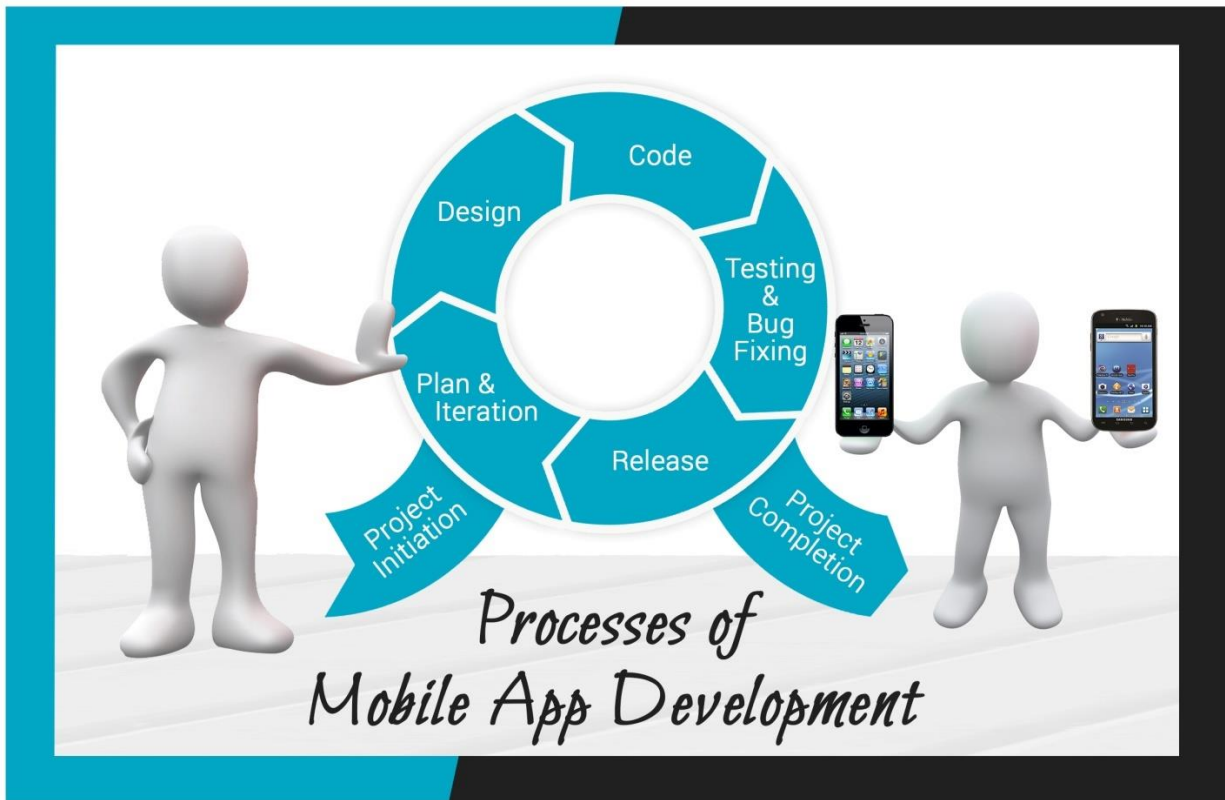 Code
Design
Testing
&
Bug
Fixing
Plan &
Iteration
Release
Project
Initiation
Project
Completion
Processes of
Mobile App Development